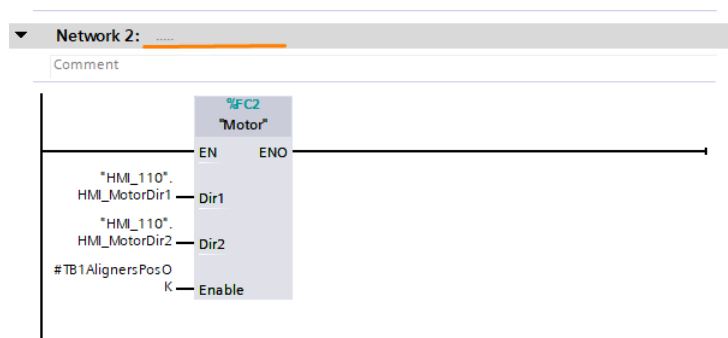 Network 2: .....
Comment
%FC2
"Motor"
EN ENO
"HMI_110".
HMI_MotorDir1 Dir1
"HMI_110".
HMI_MotorDir2 Dir2
#TB1AlignersPosO
K Enable